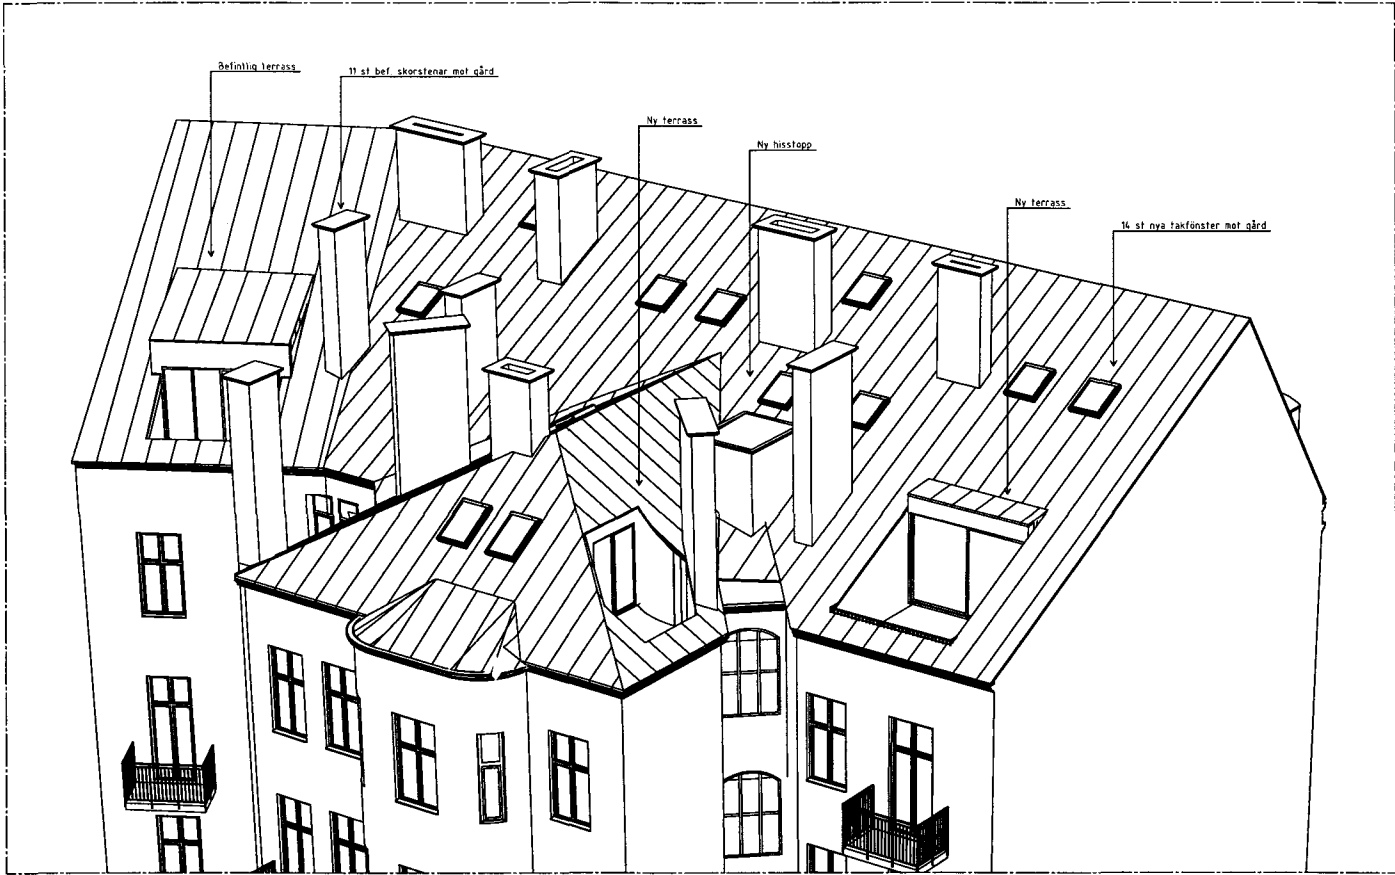 Befintlig terrass
11 st bef. skorstenar mot gård
Ny terrass
Ny hisstopp
Ny terrass
14 st nya takfönster mot gård